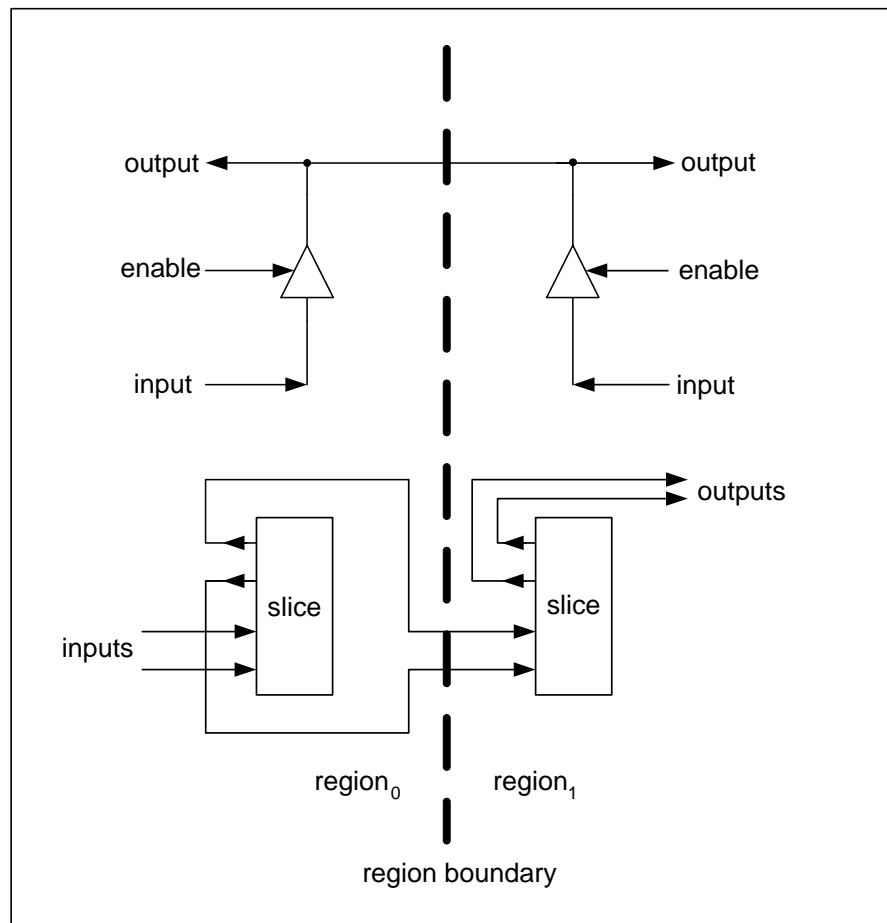 output
output
enable
enable
input
input
outputs
slice
slice
inputs
region0
region1
region boundary